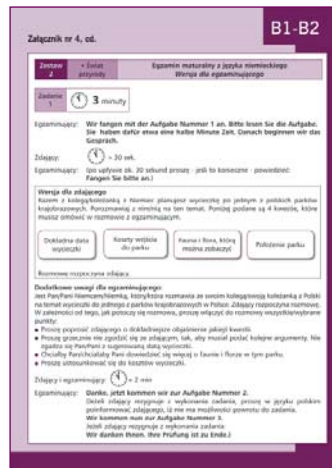 B1-B2
Załącznik nr 4, cd.
Zestaw 2
• Świat przyrody
Egzamin maturalny z języka niemieckiego
Wersja dla egzaminującego
Zadanie 1
3 minuty
Egzaminujący: Wir fangen mit der Aufgabe Nummer 1 an. Bitte lesen Sie die Aufgabe.
Sie haben dafür etwa eine halbe Minute Zeit. Danach beginnen wir das
Gespräch.
Zdający: ~ 30 sek.
Egzaminujący: (po upływie ok. 30 sekund proszę - jeśli to konieczne - powiedzieć:
Fangen Sie bitte an.)
Wersja dla zdającego
Razem z kolegą/koleżanką z Niemiec planujesz wycieczkę po jednym z polskich parków
krajobrazowych. Porozmawiaj z nim/nią na ten temat. Poniżej podane są 4 kwestie, które
musisz omówić w rozmowie z egzaminującym.
Dokładna data wycieczki
Koszty wejścia do parku
Fauna i flora, którą można zobaczyć
Położenie parku
Rozmowę rozpoczyna zdający.
Dodatkowe uwagi dla egzaminującego:
Jest Pan/Pani Niemcem/Niemką, który/która rozmawia ze swoim kolegą/swoją koleżanką z Polski
na temat wycieczki do jednego z parków krajobrazowych w Polsce. Zdający rozpoczyna rozmowę.
W zależności od tego, jak potoczy się rozmowa, proszę włączyć do rozmowy wszystkie/wybrane
punkty:
• Proszę poprosić zdającego o dokładniejsze objaśnienie jakiejś kwestii.
• Proszę grzecznie nie zgodzić się ze zdającym, tak, aby musiał podać kolejne argumenty. Nie
zgadza się Pan/Pani z sugerowaną datą wycieczki.
• Chciałby Pan/chciałaby Pani dowiedzieć się więcej o faunie i florze w tym parku.
• Proszę ustosunkować się do kosztów wycieczki.
Zdający i egzaminujący: ~ 2 min
Egzaminujący: Danke, jetzt kommen wir zur Aufgabe Nummer 2.
Jeżeli zdający rezygnuje z wykonania zadania, proszę w języku polskim
poinformować zdającego, iż nie ma możliwości powrotu do zadania.
Wir kommen nun zur Aufgabe Nummer 3.
Jeżeli zdający rezygnuje z wykonania zadania:
Wir danken Ihnen. Ihre Prüfung ist zu Ende.)